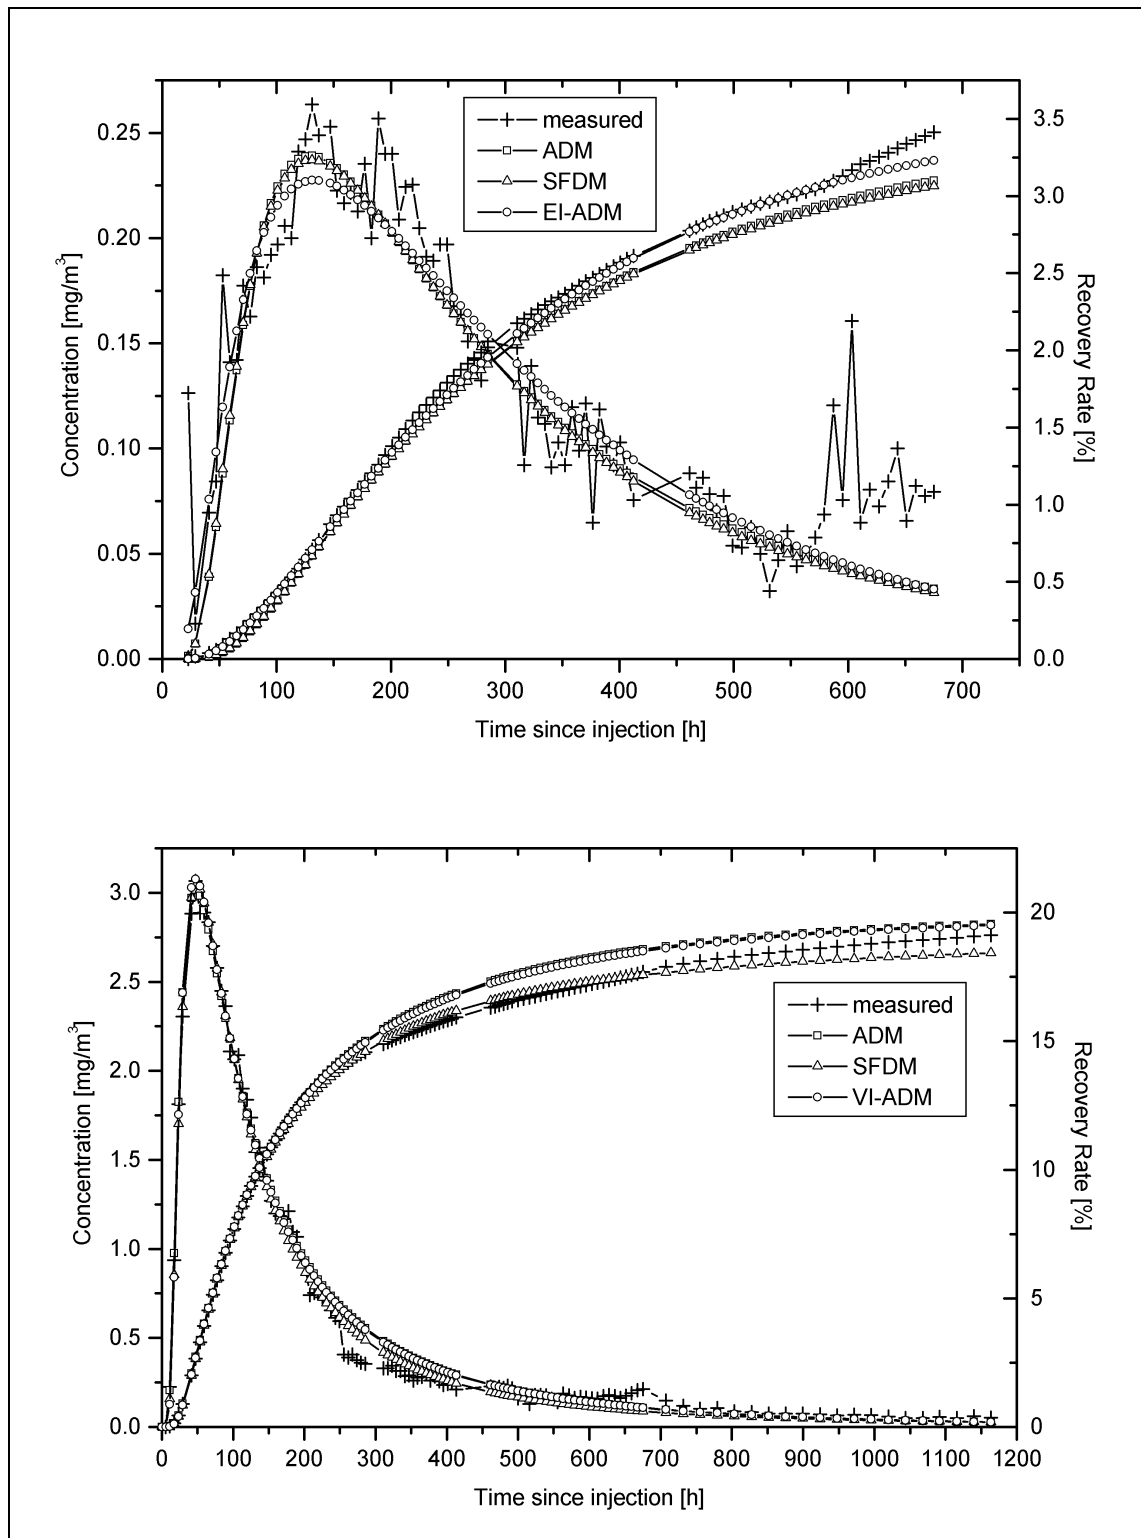 measured
ADM
SFDM
EI-ADM
Concentration [mg/m³]
0.25
0.20
0.15
0.10
0.05
0.00
Recovery Rate [%]
3.5
3.0
2.5
2.0
1.5
1.0
0.5
0.0
0 100 200 300 400 500 600 700
Time since injection [h]
measured
ADM
SFDM
VI-ADM
Concentration [mg/m³]
3.0
2.5
2.0
1.5
1.0
0.5
0.0
Recovery Rate [%]
20
15
10
5
0
0 100 200 300 400 500 600 700 800 900 1000 1100 1200
Time since injection [h]